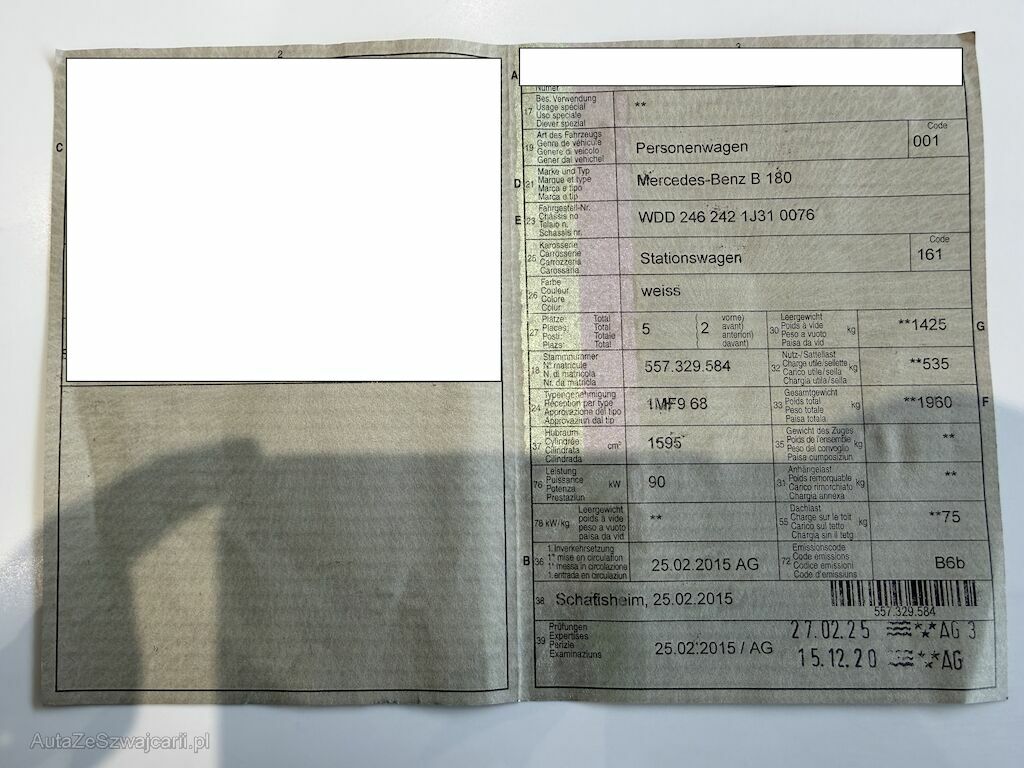 2
3
A
Numer
17 Bes. Verwendung
Usage spécial
Uso speciale
Diever spezial
**
C
19 Art des Fahrzeugs
Genre de véhicule
Genere di veicolo
Gener dal vehichel
Personenwagen
Code
001
D 21 Marke und Typ
Marque et type
Marca e tipo
Marca e tip
Mercedes-Benz B 180
E 23 Fahrgestell-Nr.
Châssis no
Telaio n.
Schassis nr.
WDD 246 242 1J31 0076
25 Karosserie
Carrosserie
Carrozzeria
Carossaria
Stationswagen
Code
161
26 Farbe
Couleur
Colore
Colur
weiss
27 Plätze: Total
Places: Total
Posti: Totale
Plazs: Total
5 ( 2 vorne)
avant)
anteriori)
davant)
30 Leergewicht
Poids à vide
Peso a vuoto
Paisa da vid
kg
**1425
G
18 Stammnummer
N° matricule
N. di matricola
Nr. da matricla
557.329.584
32 Nutz-/Sattellast
Charge utile/sellette
Carico utile/sella
Chargia utila/sella
kg
**535
24 Typengenehmigung
Réception par type
Approvazione del tipo
Approvaziun dal tip
1MF9 68
33 Gesamtgewicht
Poids total
Peso totale
Paisa totala
kg
**1960
F
37 Hubraum
Cylindrée
Cilindrata
Cilindrada
cm³
1595
35 Gewicht des Zuges
Poids de l'ensemble
Peso del convoglio
Paisa cumposiziun
kg
**
76 Leistung
Puissance
Potenza
Prestaziun
kW
90
31 Anhängelast
Poids remorquable
Carico rimorchiato
Chargia annexa
kg
**
78 kW/kg Leergewicht
poids à vide
peso a vuoto
paisa da vid
**
55 Dachlast
Charge sur le toit
Carico sul tetto
Chargia sin il tetg
kg
**75
B 36 1. Inverkehrsetzung
1re mise en circulation
1a messa in circolazione
1. entrada en circulaziun
25.02.2015 AG
72 Emissionscode
Code émissions
Codice emissioni
Code d'emissiuns
B6b
38 Schafisheim, 25.02.2015
557.329.584
39 Prüfungen
Expertises
Perizie
Examinaziuns
25.02.2015 / AG
27.02.25 AG 3
15.12.20 AG
AutaZeSzwajcarii.pl